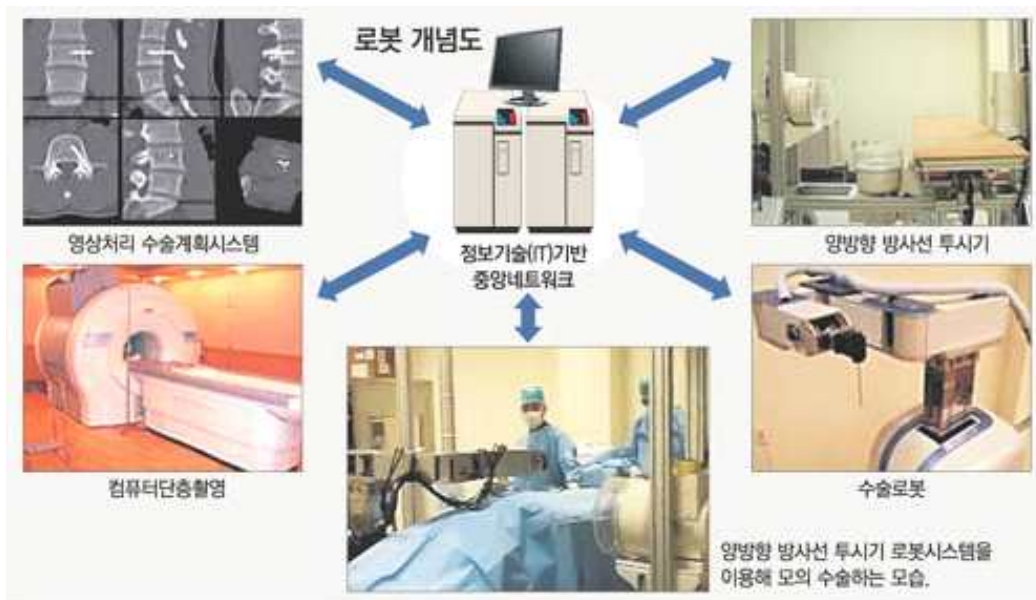 로봇 개념도
영상처리 수술계획시스템
정보기술(IT)기반
중앙네트워크
양방향 방사선 투시기
컴퓨터단층촬영
수술로봇
양방향 방사선 투시기 로봇시스템을
이용해 모의 수술하는 모습.